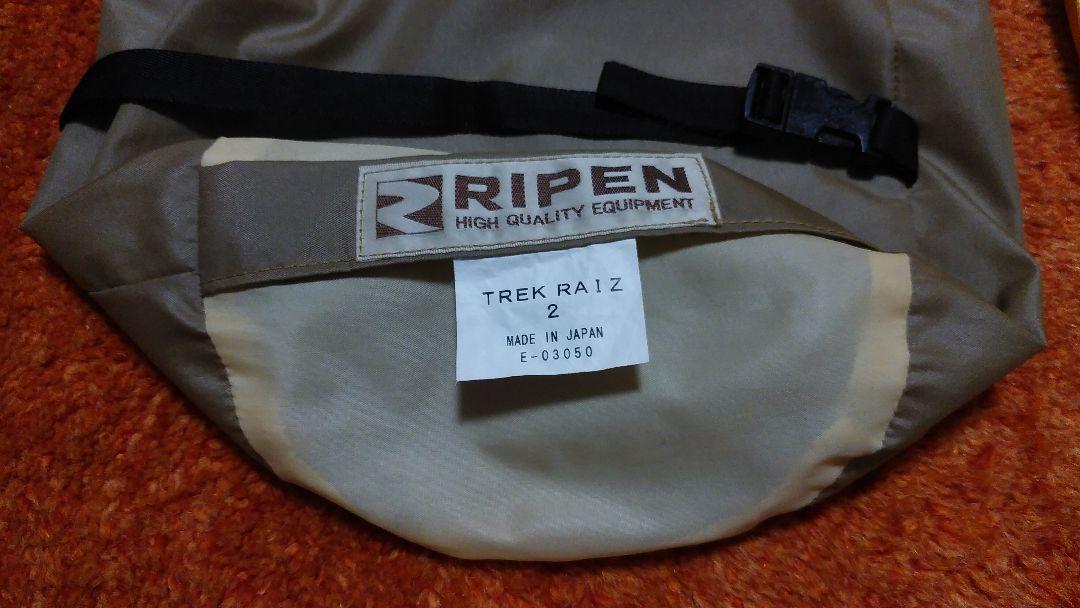 RIPEN
HIGH QUALITY EQUIPMENT
TREK RAIZ
2
MADE IN JAPAN
E-03050